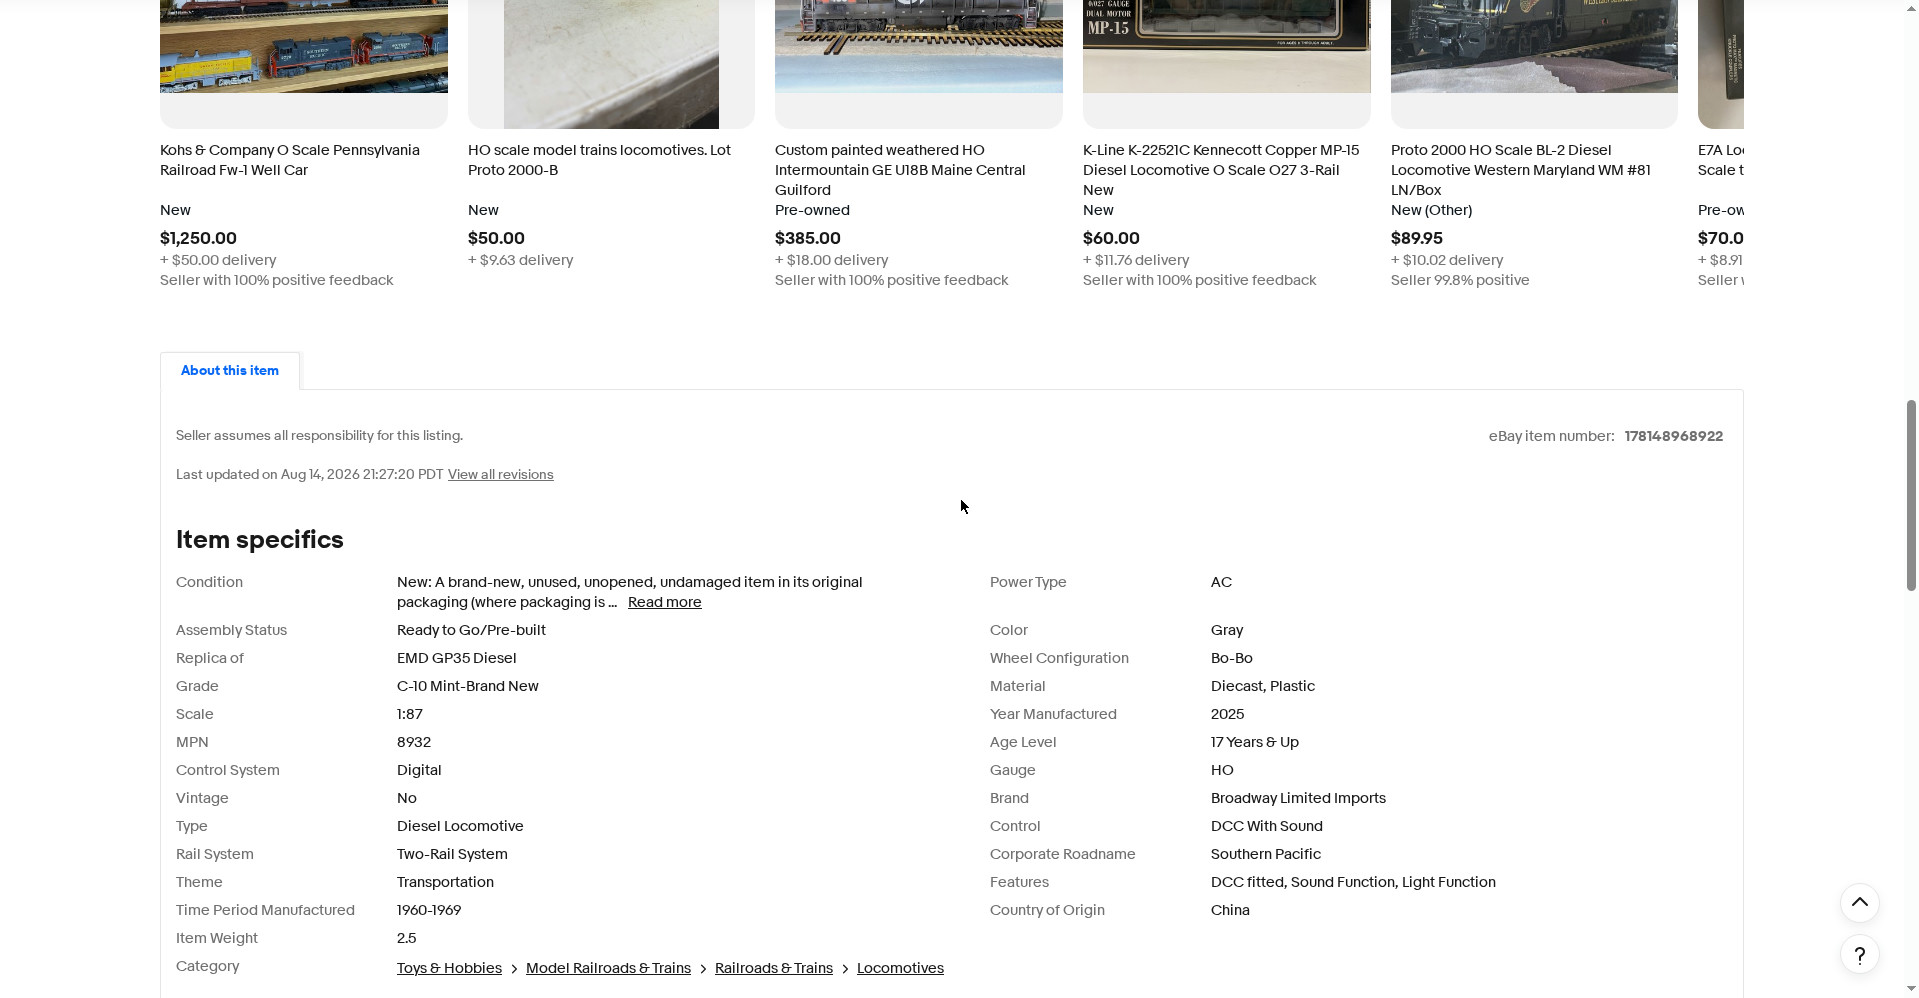 0/027 GAUGE
DUAL MOTOR
MP-15
FOR AGES 8 THROUGH ADULT.
Kohs & Company O Scale Pennsylvania
Railroad Fw-1 Well Car
New
$1,250.00
+ $50.00 delivery
Seller with 100% positive feedback
HO scale model trains locomotives. Lot
Proto 2000-B
New
$50.00
+ $9.63 delivery
Custom painted weathered HO
Intermountain GE U18B Maine Central
Guilford
Pre-owned
$385.00
+ $18.00 delivery
Seller with 100% positive feedback
K-Line K-22521C Kennecott Copper MP-15
Diesel Locomotive O Scale O27 3-Rail
New
New
$60.00
+ $11.76 delivery
Seller with 100% positive feedback
Proto 2000 HO Scale BL-2 Diesel
Locomotive Western Maryland WM #81
LN/Box
New (Other)
$89.95
+ $10.02 delivery
Seller 99.8% positive
E7A Lo
Scale t
Pre-ow
$70.0
+ $8.91
Seller
About this item
Seller assumes all responsibility for this listing.
eBay item number: 178148968922
Last updated on Aug 14, 2026 21:27:20 PDT View all revisions
Item specifics
Condition New: A brand-new, unused, unopened, undamaged item in its original
packaging (where packaging is ... Read more
Power Type AC
Assembly Status Ready to Go/Pre-built Color Gray
Replica of EMD GP35 Diesel Wheel Configuration Bo-Bo
Grade C-10 Mint-Brand New Material Diecast, Plastic
Scale 1:87 Year Manufactured 2025
MPN 8932 Age Level 17 Years & Up
Control System Digital Gauge HO
Vintage No Brand Broadway Limited Imports
Type Diesel Locomotive Control DCC With Sound
Rail System Two-Rail System Corporate Roadname Southern Pacific
Theme Transportation Features DCC fitted, Sound Function, Light Function
Time Period Manufactured 1960-1969 Country of Origin China
Item Weight 2.5
Category Toys & Hobbies > Model Railroads & Trains > Railroads & Trains > Locomotives
?